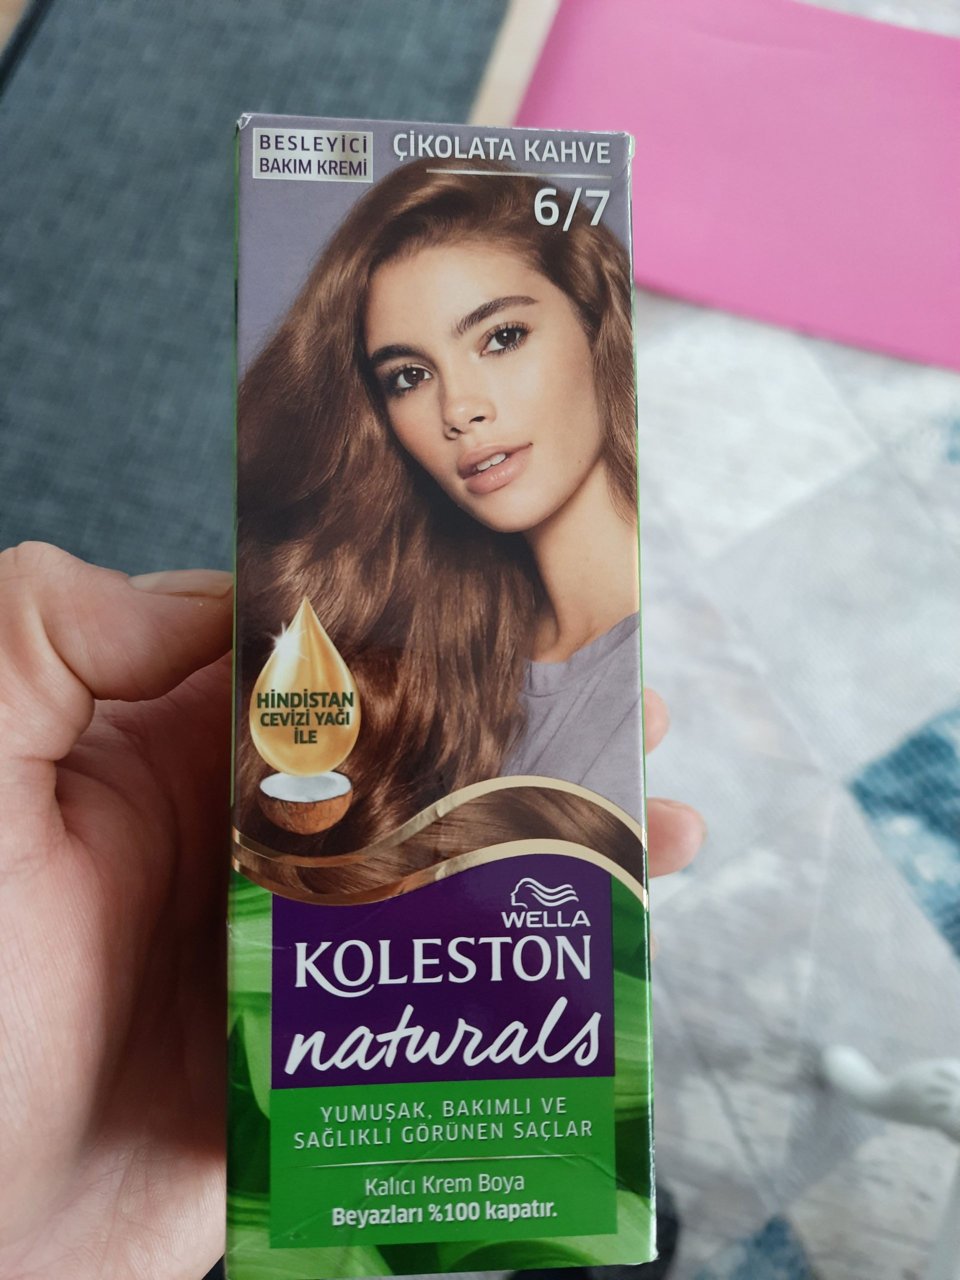 BESLEYİCİ
BAKIM KREMİ
ÇİKOLATA KAHVE
6/7
HİNDİSTAN
CEVİZİ YAĞI
İLE
WELLA
KOLESTON
naturals
YUMUŞAK, BAKIMLI VE
SAĞLIKLI GÖRÜNEN SAÇLAR
Kalıcı Krem Boya
Beyazları %100 kapatır.